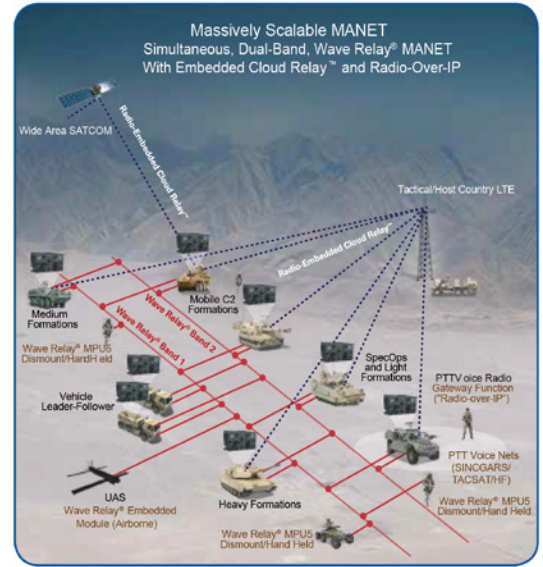 Massively Scalable MANET
Simultaneous, Dual-Band, Wave Relay® MANET
With Embedded Cloud Relay™ and Radio-Over-IP
Wide Area SATCOM
Radio-Embedded Cloud Relay™
Tactical/Host Country LTE
Radio-Embedded Cloud Relay™
Medium
Formations
Mobile C2
Formations
Wave Relay® Band 2
Wave Relay® Band 1
Wave Relay® MPU5
Dismount/HandH eld
SpecOps
and Light
Formations
PTTV oice Radio
Gateway Function
("Radio-over-IP")
Vehicle
Leader-Follower
PTT Voice Nets
(SINCGARS/
TACSAT/HF)
UAS
Wave Relay® Embedded
Module (Airborne)
Heavy Formations
Wave Relay® MPU5
Dismount/Hand Held
Wave Relay® MPU5
Dismount/Hand Held